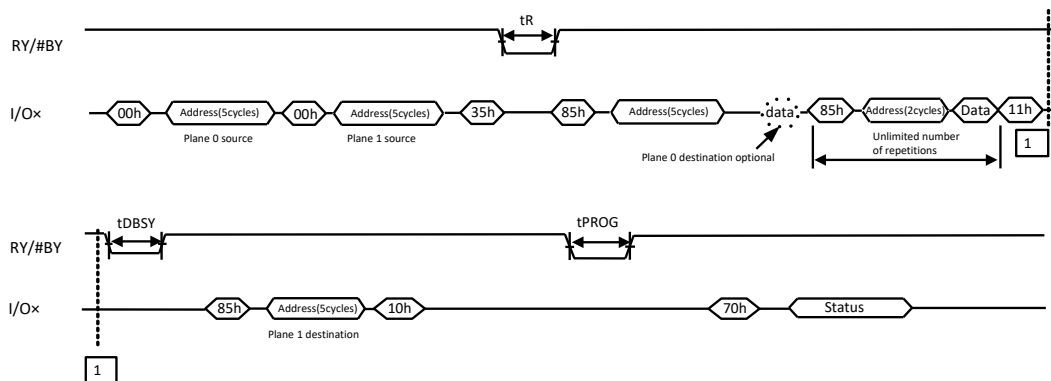 tR
RY/#BY
I/O×
00h Address(5cycles) 00h Address(5cycles) 35h 85h Address(5cycles) data 85h Address(2cycles) Data 11h
Plane 0 source Plane 1 source
Plane 0 destination optional
Unlimited number
of repetitions
1
tDBSY tPROG
RY/#BY
I/O×
85h Address(5cycles) 10h 70h Status
Plane 1 destination
1